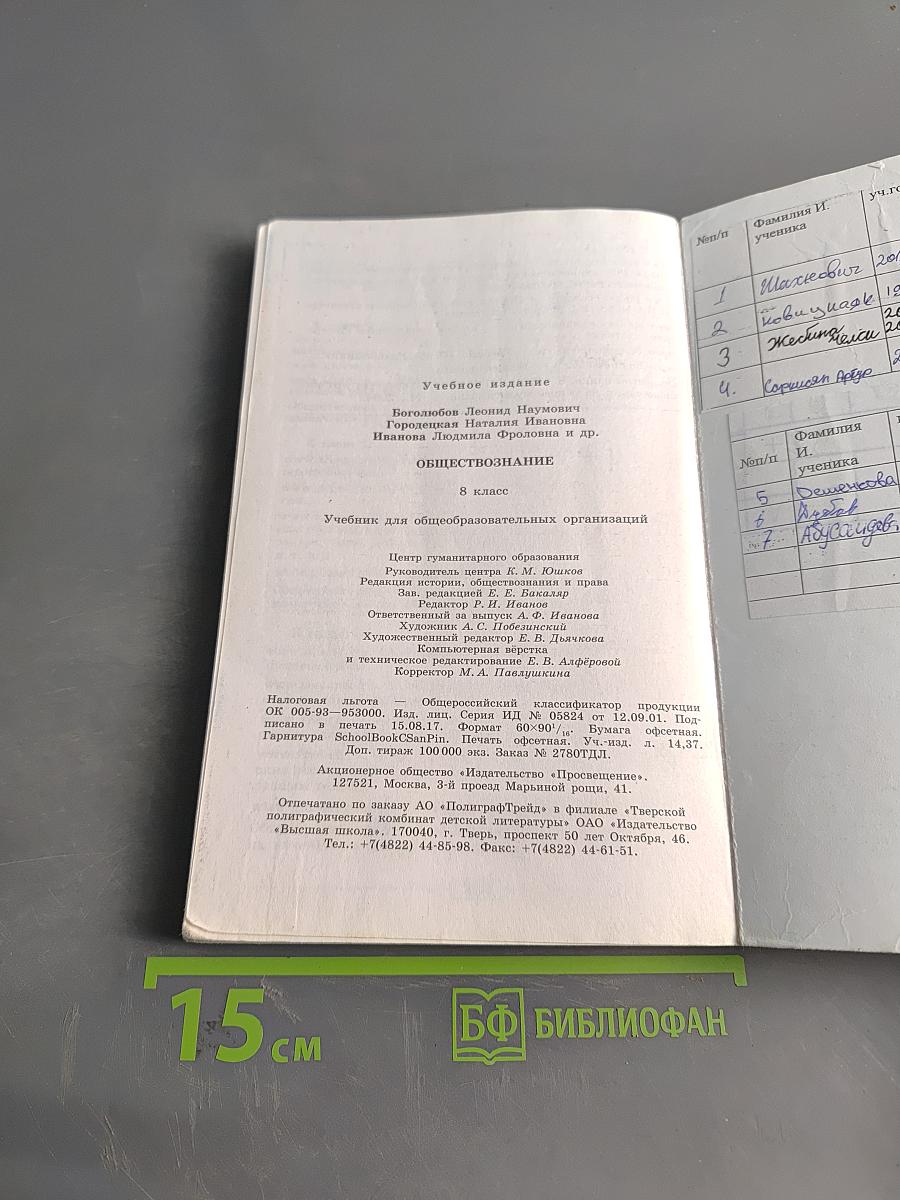 Учебное издание
Боголюбов Леонид Наумович
Городецкая Наталия Ивановна
Иванова Людмила Фроловна и др.
ОБЩЕСТВОЗНАНИЕ
8 класс
Учебник для общеобразовательных организаций
Центр гуманитарного образования
Руководитель центра К. М. Юшков
Редакция истории, обществознания и права
Зав. редакцией Е. Е. Бакаляр
Редактор Р. И. Иванов
Ответственный за выпуск А. Ф. Иванова
Художник А. С. Побезинский
Художественный редактор Е. В. Дьячкова
Компьютерная вёрстка
и техническое редактирование Е. В. Алфёровой
Корректор М. А. Павлушкина
Налоговая льгота — Общероссийский классификатор продукции
ОК 005-93—953000. Изд. лиц. Серия ИД № 05824 от 12.09.01. Под-
писано в печать 15.08.17. Формат 60×90¹/₁₆. Бумага офсетная.
Гарнитура SchoolBookCSanPin. Печать офсетная. Уч.-изд. л. 14,37.
Доп. тираж 100 000 экз. Заказ № 2780ТДЛ.
Акционерное общество «Издательство «Просвещение».
127521, Москва, 3-й проезд Марьиной рощи, 41.
Отпечатано по заказу АО «ПолиграфТрейд» в филиале «Тверской
полиграфический комбинат детской литературы» ОАО «Издательство
«Высшая школа». 170040, г. Тверь, проспект 50 лет Октября, 46.
Тел.: +7(4822) 44-85-98. Факс: +7(4822) 44-61-51.
№п/п Фамилия И.
ученика
1 Шахнович
2
3
4. Саркисян
№п/п Фамилия
И.
ученика
5 Деменкова
6
7
15 см
БФ БИБЛИОФАН